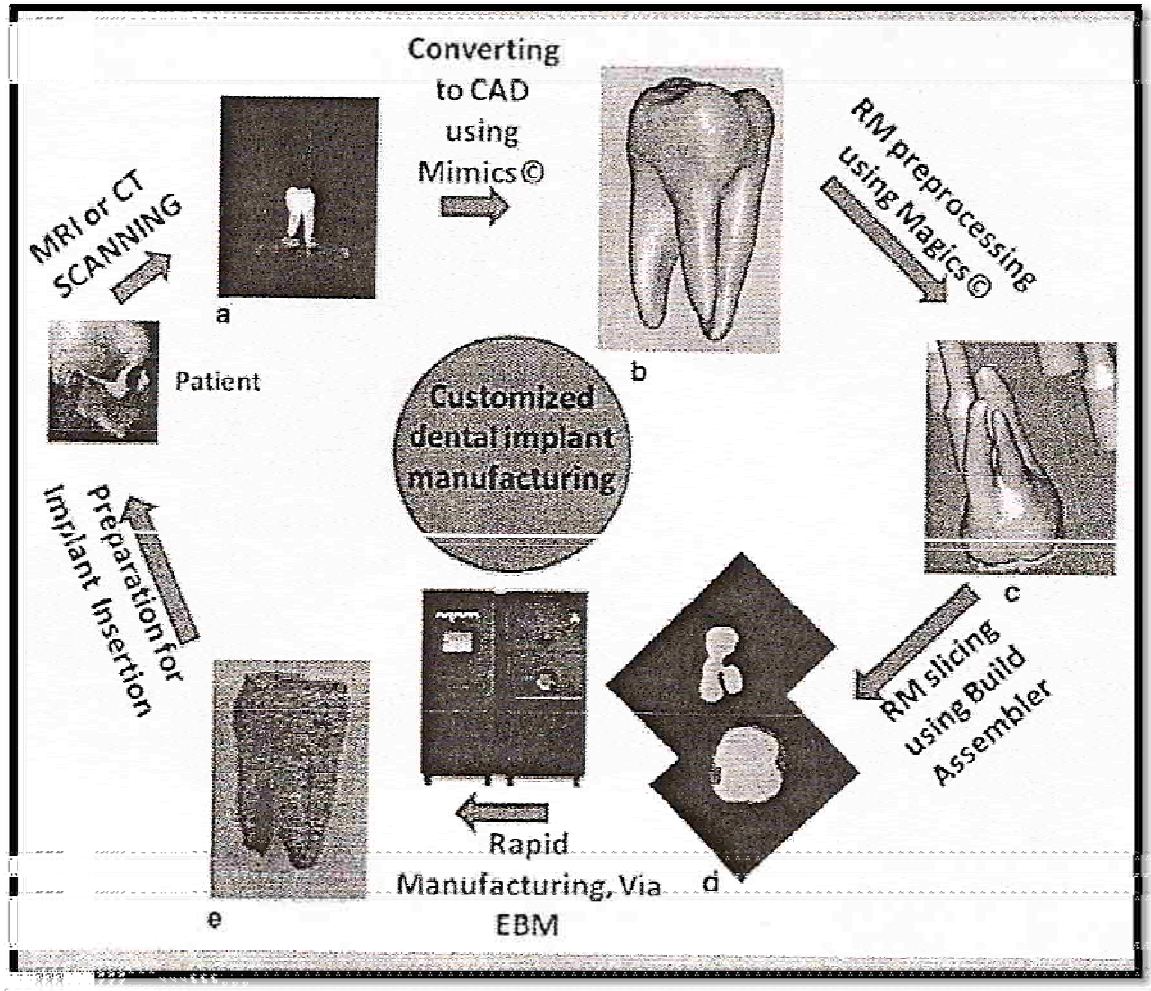 Converting
to CAD
using
Mimics©
MRI or CT
SCANNING
a
b
RM preprocessing
using Magics©
Patient
Customized
dental implant
manufacturing
c
RM slicing
using Build
Assembler
d
Rapid
Manufacturing, Via
EBM
e
Preparation for
Implant Insertion